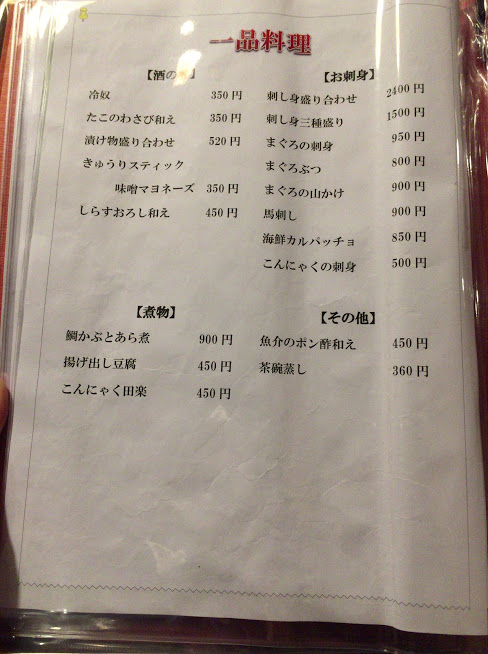 一品料理
【酒の】
冷奴 350円
たこのわさび和え 350円
漬け物盛り合わせ 520円
きゅうりスティック
味噌マヨネーズ 350円
しらすおろし和え 450円
【お刺身】
刺し身盛り合わせ 2400円
刺し身三種盛り 1500円
まぐろの刺身 950円
まぐろぶつ 800円
まぐろの山かけ 900円
馬刺し 900円
海鮮カルパッチョ 850円
こんにゃくの刺身 500円
【煮物】
鯛かぶとあら煮 900円
揚げ出し豆腐 450円
こんにゃく田楽 450円
【その他】
魚介のポン酢和え 450円
茶碗蒸し 360円